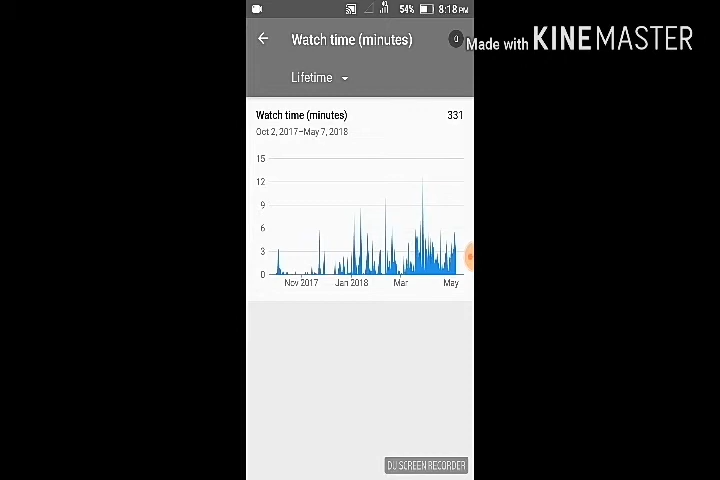 4G 54% 8:18 PM
Watch time (minutes)
Made with KINEMASTER
Lifetime
Watch time (minutes) 331
Oct 2, 2017–May 7, 2018
15
12
9
6
3
0
Nov 2017 Jan 2018 Mar May
DU SCREEN RECORDER